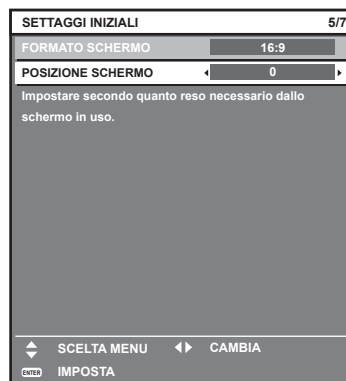 SETTAGGI INIZIALI 5/7
FORMATO SCHERMO 16:9
POSIZIONE SCHERMO 0
Impostare secondo quanto reso necessario dallo
schermo in uso.
SCELTA MENU CAMBIA
ENTER IMPOSTA